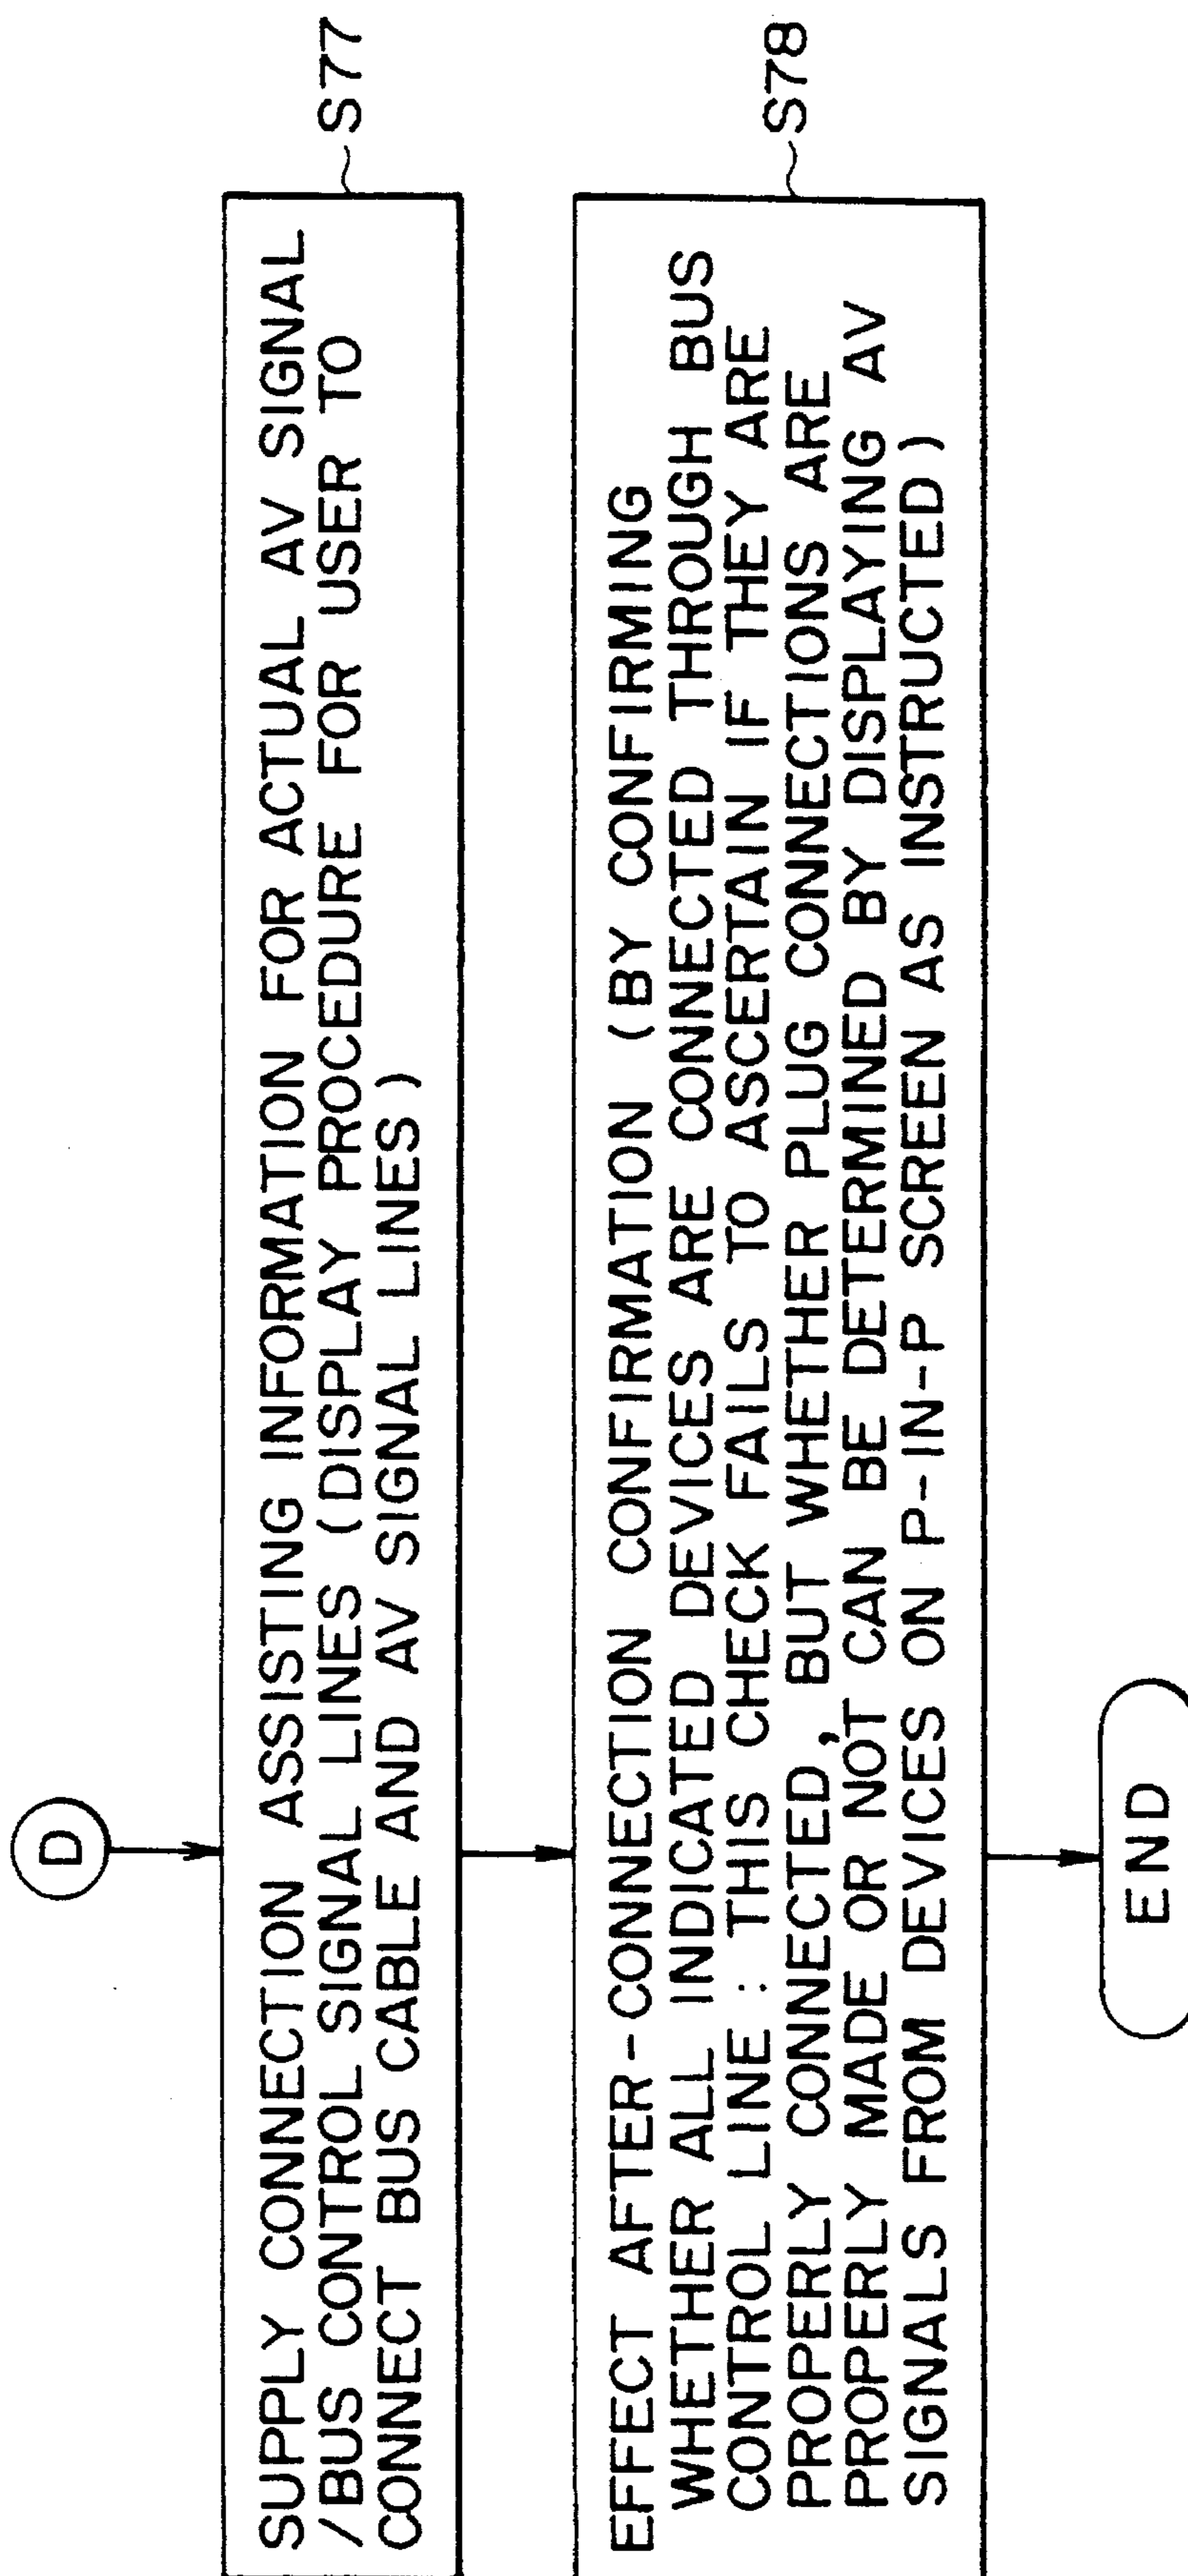 D
SUPPLY CONNECTION ASSISTING INFORMATION FOR ACTUAL AV SIGNAL
/BUS CONTROL SIGNAL LINES (DISPLAY PROCEDURE FOR USER TO
CONNECT BUS CABLE AND AV SIGNAL LINES)
S77
EFFECT AFTER-CONNECTION CONFIRMATION (BY CONFIRMING
WHETHER ALL INDICATED DEVICES ARE CONNECTED THROUGH BUS
CONTROL LINE : THIS CHECK FAILS TO ASCERTAIN IF THEY ARE
PROPERLY CONNECTED, BUT WHETHER PLUG CONNECTIONS ARE
PROPERLY MADE OR NOT CAN BE DETERMINED BY DISPLAYING AV
SIGNALS FROM DEVICES ON P-IN-P SCREEN AS INSTRUCTED)
S78
END